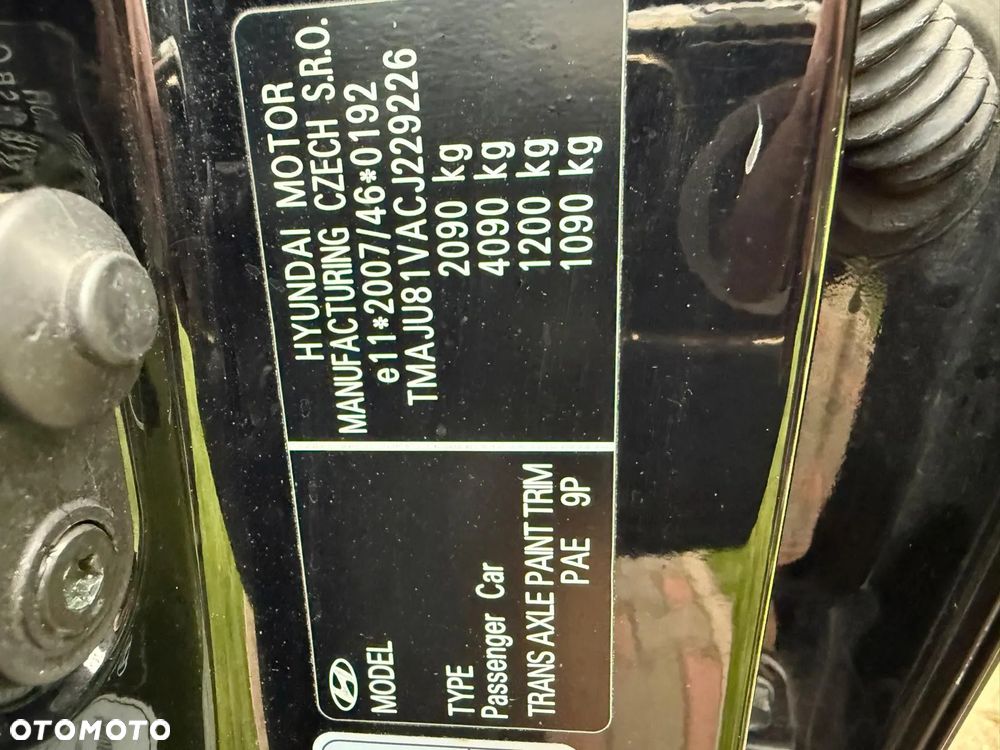 HYUNDAI MOTOR
MANUFACTURING CZECH S.R.O.
e11*2007/46*0192
TMAJU81VACJ229226
2090 kg
4090 kg
1200 kg
1090 kg
MODEL
TYPE
Passenger Car
TRANS AXLE PAINT TRIM
PAE 9P
OTOMOTO